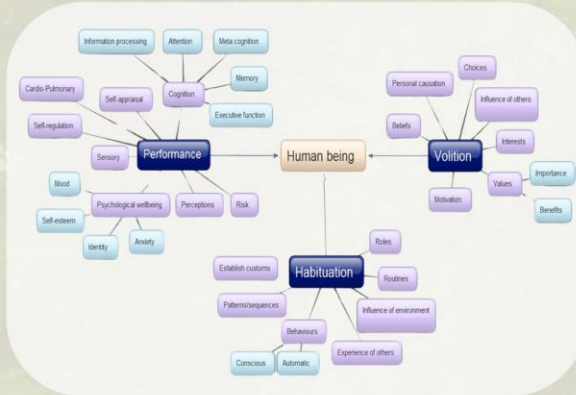 Information processing
Attention
Meta cognition
Cardio-Pulmonary
Self-appraisal
Cognition
Memory
Executive function
Self-regulation
Sensory
Performance
Mood
Psychological wellbeing
Perceptions
Risk
Self-esteem
Identity
Anxiety
Human being
Choices
Personal causation
Influence of others
Beliefs
Interests
Volition
Motivation
Values
Importance
Benefits
Roles
Establish customs
Habituation
Routines
Patterns/sequences
Influence of environment
Behaviours
Experience of others
Conscious
Automatic